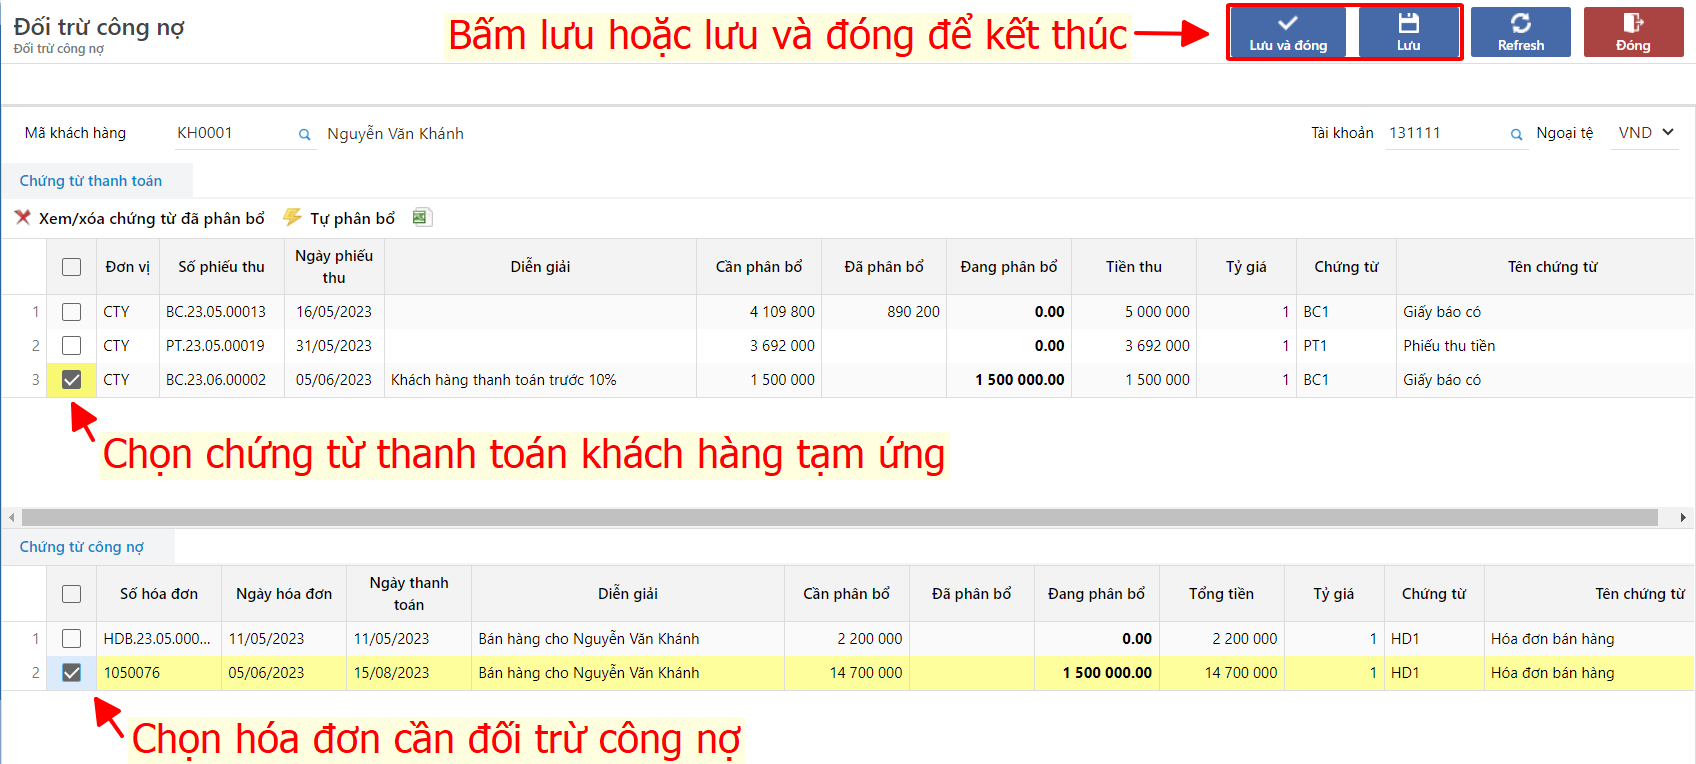 Đối trừ công nợ
Đối trừ công nợ
Bấm lưu hoặc lưu và đóng để kết thúc
Lưu và đóng
Lưu
Refresh
Đóng
Mã khách hàng KH0001 Nguyễn Văn Khánh Tài khoản 131111 Ngoại tệ VND
Chứng từ thanh toán
Xem/xóa chứng từ đã phân bổ Tự phân bổ
Đơn vị Số phiếu thu Ngày phiếu thu Diễn giải Cần phân bổ Đã phân bổ Đang phân bổ Tiền thu Tỷ giá Chứng từ Tên chứng từ
1 CTY BC.23.05.00013 16/05/2023 4 109 800 890 200 0.00 5 000 000 1 BC1 Giấy báo có
2 CTY PT.23.05.00019 31/05/2023 3 692 000 0.00 3 692 000 1 PT1 Phiếu thu tiền
3 CTY BC.23.06.00002 05/06/2023 Khách hàng thanh toán trước 10% 1 500 000 1 500 000.00 1 500 000 1 BC1 Giấy báo có
Chọn chứng từ thanh toán khách hàng tạm ứng
Chứng từ công nợ
Số hóa đơn Ngày hóa đơn Ngày thanh toán Diễn giải Cần phân bổ Đã phân bổ Đang phân bổ Tổng tiền Tỷ giá Chứng từ Tên chứng từ
1 HDB.23.05.000... 11/05/2023 11/05/2023 Bán hàng cho Nguyễn Văn Khánh 2 200 000 0.00 2 200 000 1 HD1 Hóa đơn bán hàng
2 1050076 05/06/2023 15/08/2023 Bán hàng cho Nguyễn Văn Khánh 14 700 000 1 500 000.00 14 700 000 1 HD1 Hóa đơn bán hàng
Chọn hóa đơn cần đối trừ công nợ